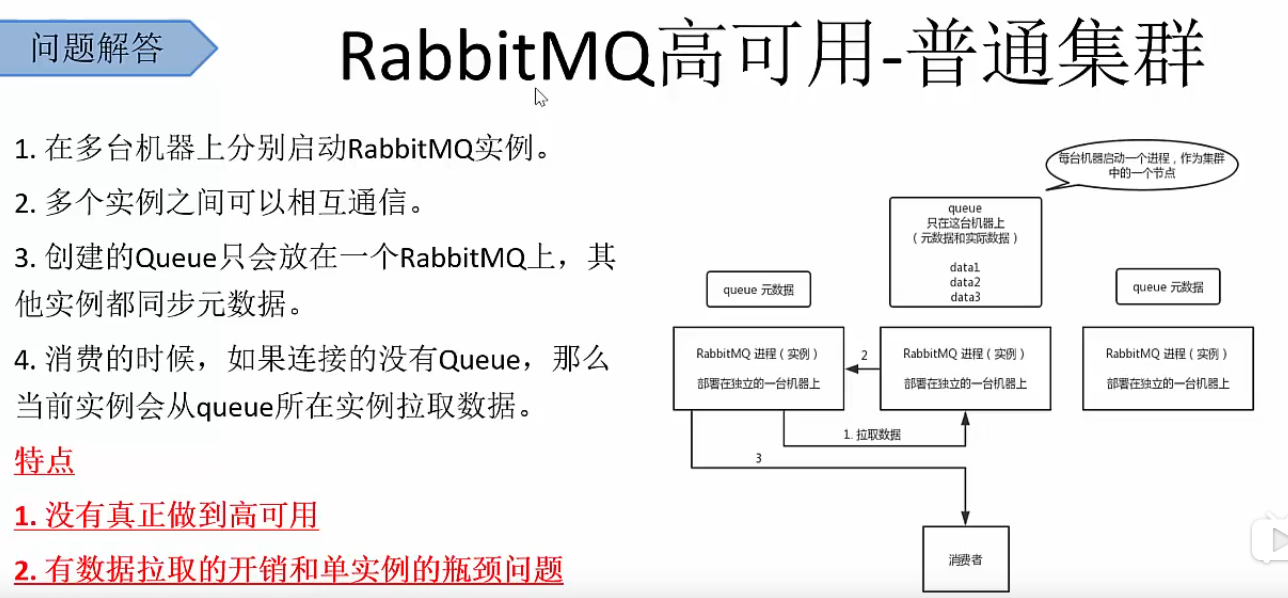 问题解答
RabbitMQ高可用-普通集群
1. 在多台机器上分别启动RabbitMQ实例。
2. 多个实例之间可以相互通信。
3. 创建的Queue只会放在一个RabbitMQ上，其
他实例都同步元数据。
4. 消费的时候，如果连接的没有Queue，那么
当前实例会从queue所在实例拉取数据。
特点
1. 没有真正做到高可用
2. 有数据拉取的开销和单实例的瓶颈问题
每台机器启动一个进程，作为集群
中的一个节点
queue
只在这台机器上
（元数据和实际数据）
data1
data2
data3
queue 元数据
queue 元数据
RabbitMQ 进程（实例）
部署在独立的一台机器上
2
RabbitMQ 进程（实例）
部署在独立的一台机器上
RabbitMQ 进程（实例）
部署在独立的一台机器上
1. 拉取数据
3
消费者